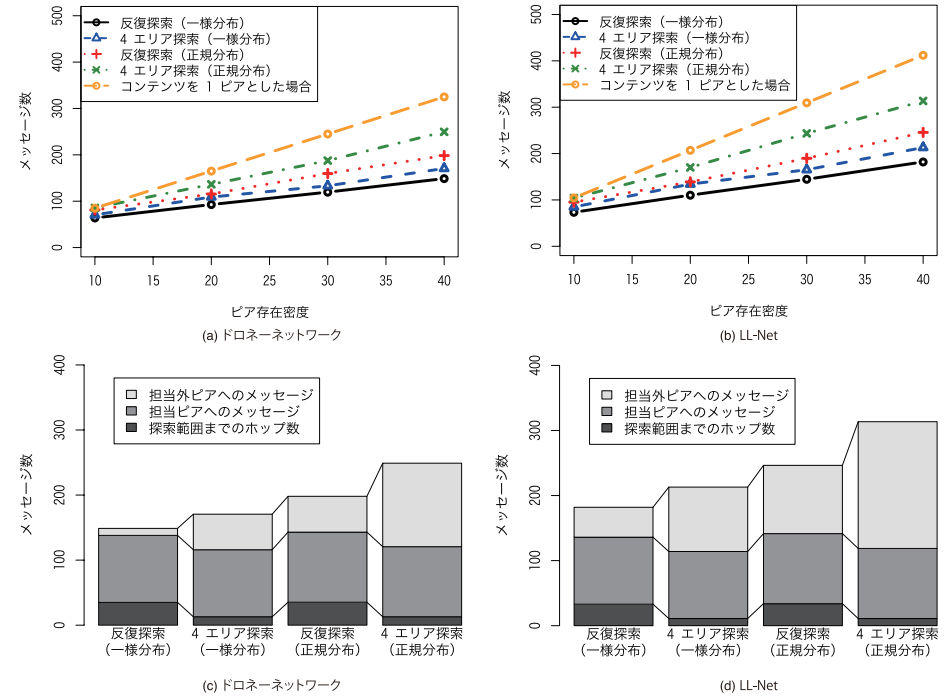 反復探索（一様分布）
4 エリア探索（一様分布）
反復探索（正規分布）
4 エリア探索（正規分布）
コンテンツを 1 ピアとした場合
メッセージ数
0 100 200 300 400 500
10 15 20 25 30 35 40
ピア存在密度
(a) ドロネーネットワーク
反復探索（一様分布）
4 エリア探索（一様分布）
反復探索（正規分布）
4 エリア探索（正規分布）
コンテンツを 1 ピアとした場合
メッセージ数
0 100 200 300 400 500
10 15 20 25 30 35 40
ピア存在密度
(b) LL-Net
担当外ピアへのメッセージ
担当ピアへのメッセージ
探索範囲までのホップ数
メッセージ数
0 100 200 300 400
反復探索 4 エリア探索 反復探索 4 エリア探索
（一様分布） （一様分布） （正規分布） （正規分布）
(c) ドロネーネットワーク
担当外ピアへのメッセージ
担当ピアへのメッセージ
探索範囲までのホップ数
メッセージ数
0 100 200 300 400
反復探索 4 エリア探索 反復探索 4 エリア探索
（一様分布） （一様分布） （正規分布） （正規分布）
(d) LL-Net